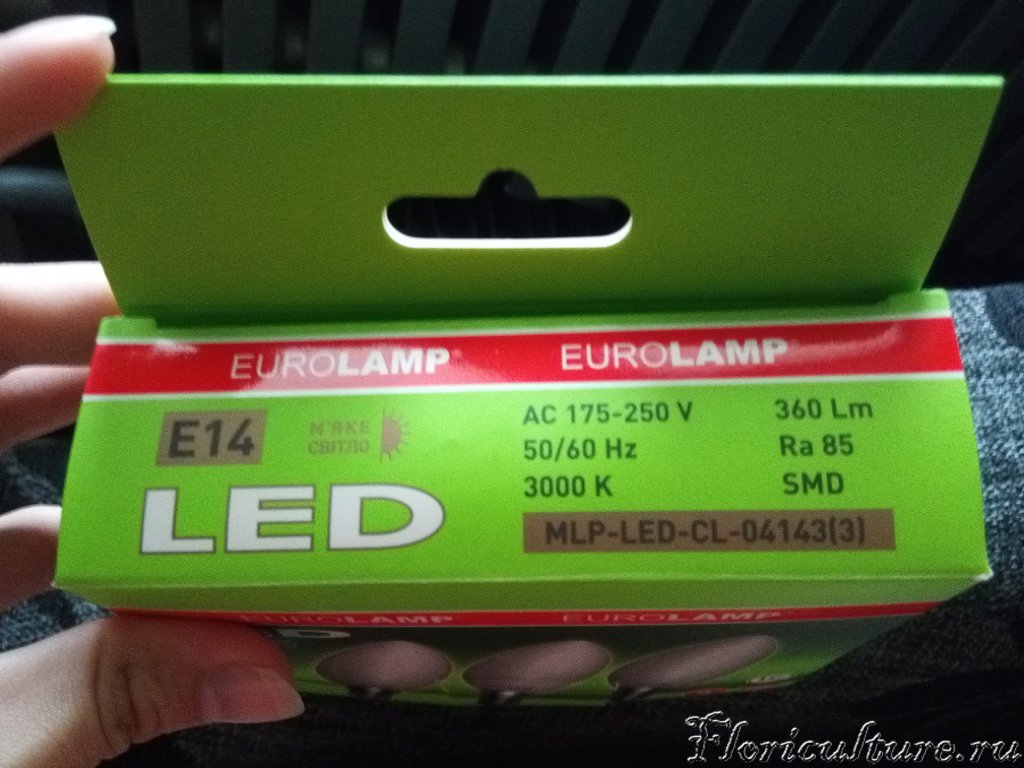 EUROLAMP® EUROLAMP
E14
М'ЯКЕ
СВІТЛО
LED
AC 175-250 V
50/60 Hz
3000 K
360 Lm
Ra 85
SMD
MLP-LED-CL-04143(3)
EUROLAMP EUROLAMP
Floriculture.ru